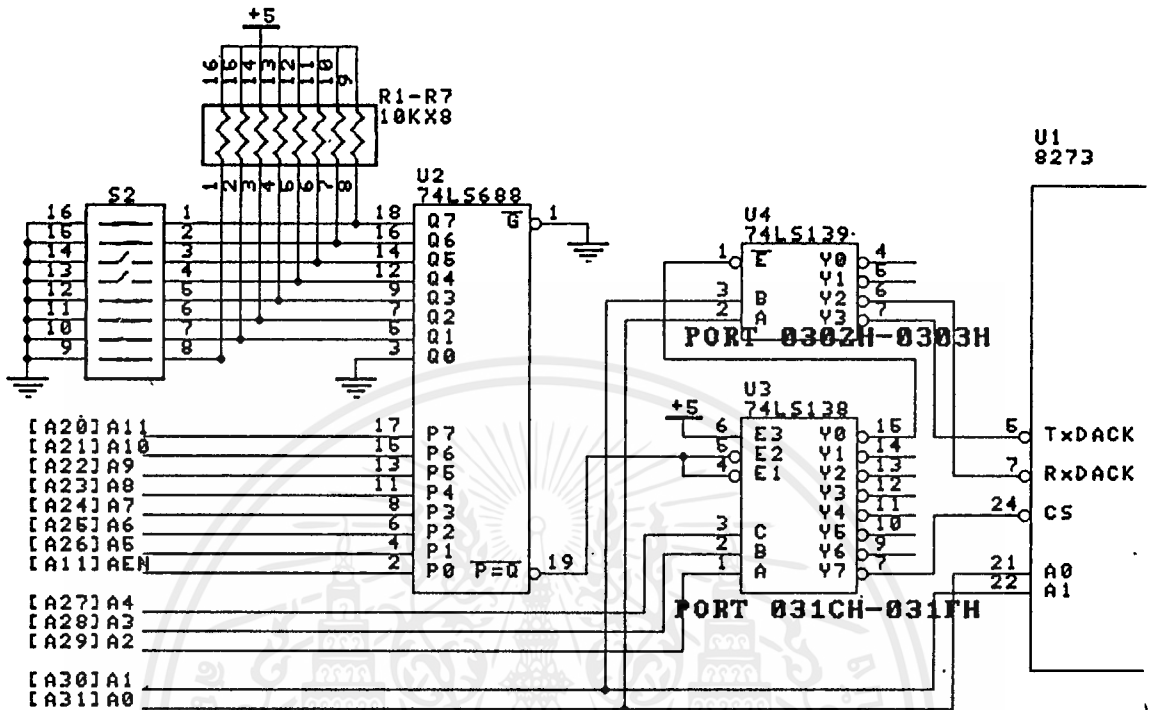 +5
16 15 14 13 12 11 10 9
R1-R7
10KX8
1 2 3 4 5 6 7 8
S2
16 1
15 2
14 3
13 4
12 5
11 6
10 7
9 8
U2
74LS688
18 Q7 G 1
16 Q6
14 Q5
12 Q4
9 Q3
7 Q2
5 Q1
3 Q0
[A20] A11 17 P7
[A21] A10 15 P6
[A22] A9 13 P5
[A23] A8 11 P4
[A24] A7 8 P3
[A25] A6 6 P2
[A26] A5 4 P1
[A11] AEN 2 P0 P=Q 19
[A27] A4
[A28] A3
[A29] A2
[A30] A1
[A31] A0
U4
74LS139
1 E Y0 4
Y1 5
3 B Y2 6
2 A Y3 7
PORT 0302H-0303H
U3
74LS138
+5
6 E3 Y0 15
5 E2 Y1 14
4 E1 Y2 13
Y3 12
Y4 11
3 C Y5 10
2 B Y6 9
1 A Y7 7
PORT 031CH-031FH
U1
8273
5 TxDACK
7 RxDACK
24 CS
21 A0
22 A1